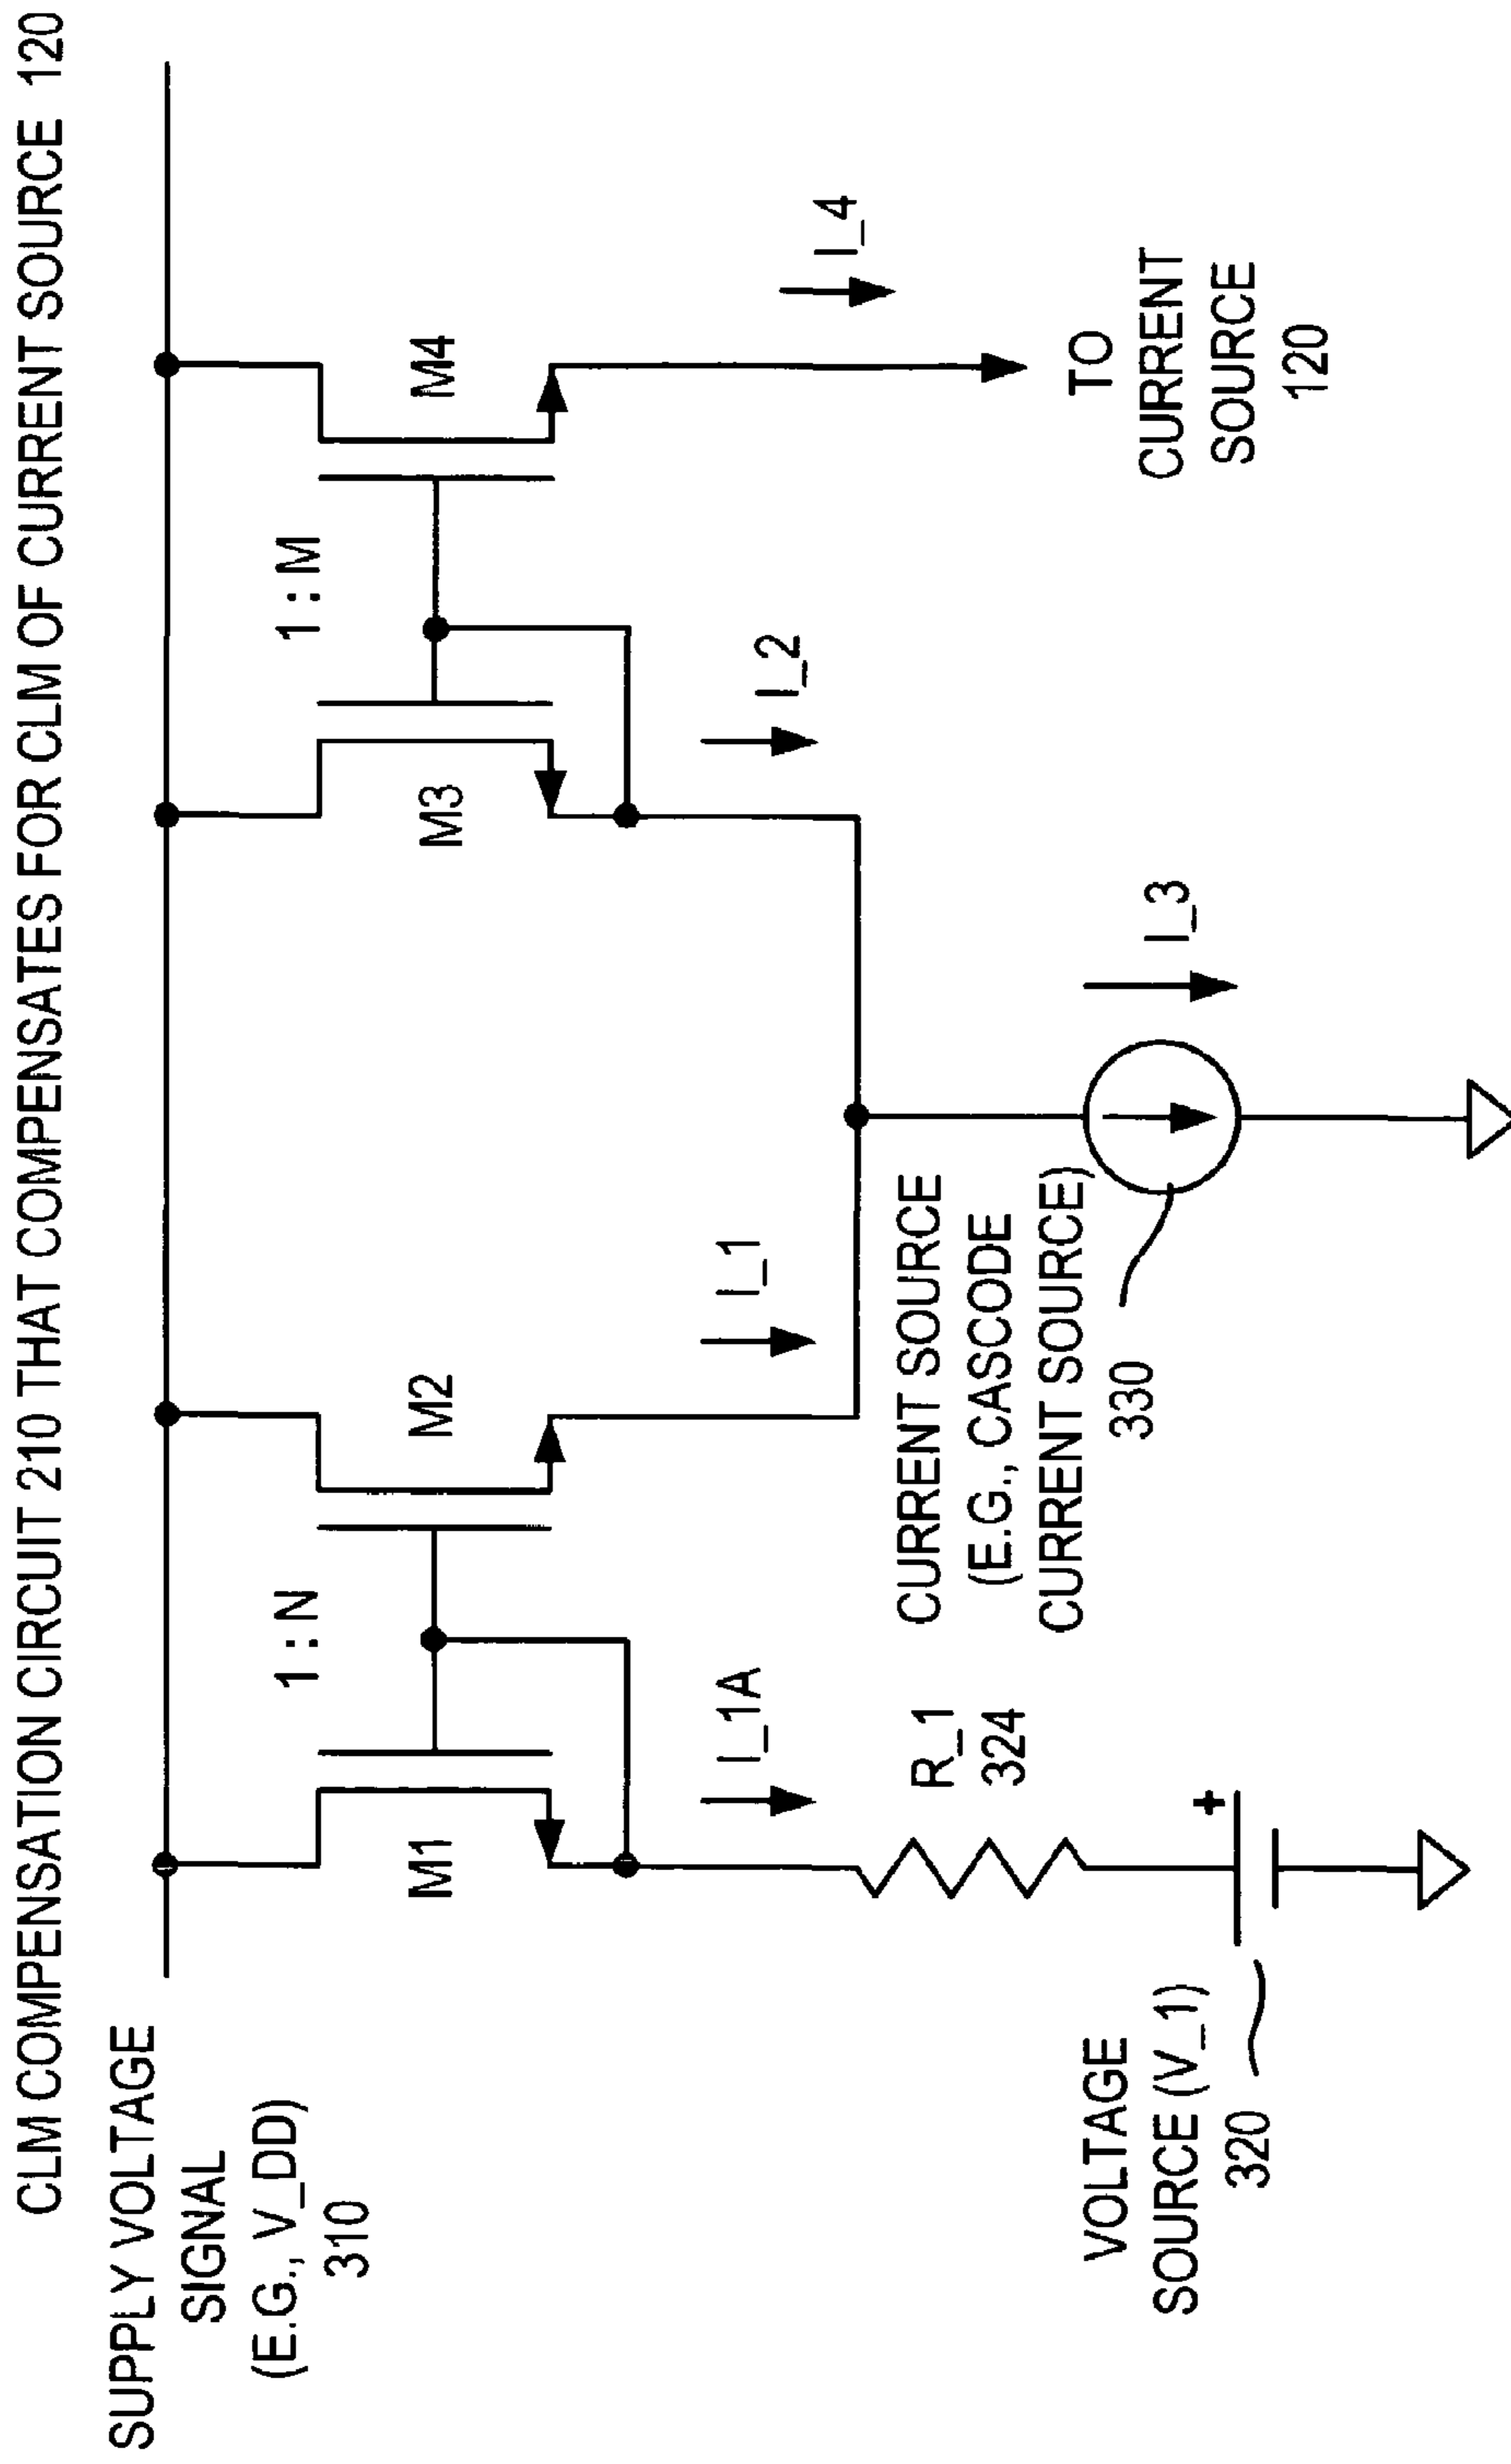 CLM COMPENSATION CIRCUIT 210 THAT COMPENSATES FOR CLM OF CURRENT SOURCE 120
SUPPLY VOLTAGE
SIGNAL
(E.G., V_DD)
310
M1
1 : N
M2
M3
1 : M
M4
I_1A
I_1
I_2
I_4
R_1
324
VOLTAGE
SOURCE (V_1)
320
+
CURRENT SOURCE
(E.G., CASCODE
CURRENT SOURCE)
330
I_3
TO
CURRENT
SOURCE
120